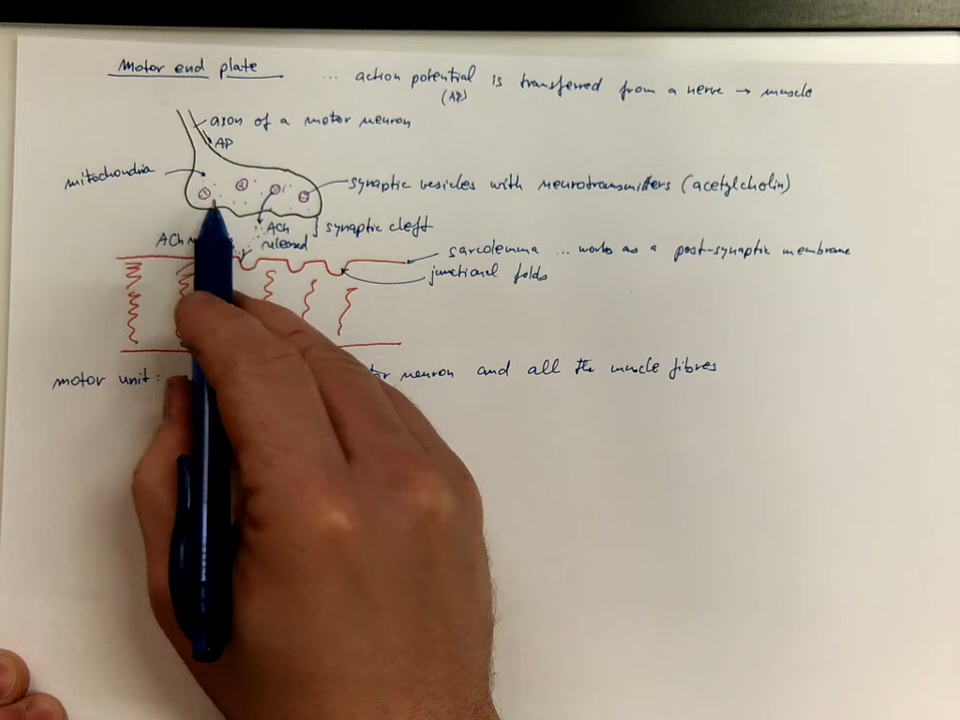 Motor end plate ... action potential is transferred from a nerve → muscle
(AP)
axon of a motor neuron
AP
mitochondria
synaptic vesicles with neurotransmitters (acetylcholin)
ACh
released
synaptic cleft
ACh
sarcolemma ... works as a post-synaptic membrane
junctional folds
motor unit: neuron and all the muscle fibres